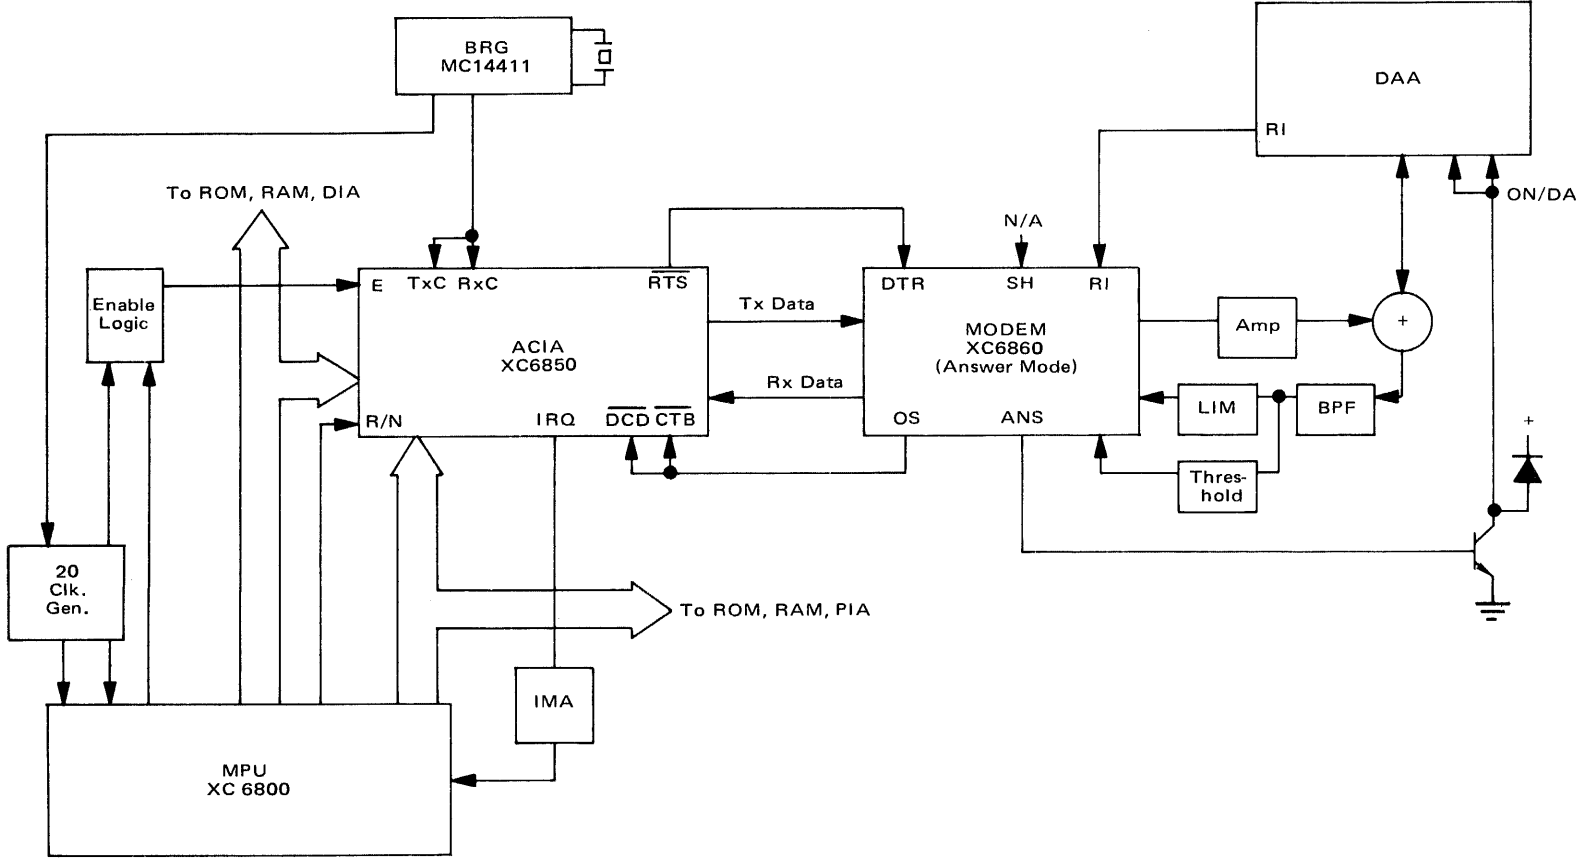 BRG
MC14411
DAA
RI
To ROM, RAM, DIA
ON/DA
N/A
E
TxC
RxC
RTS
DTR
SH
RI
Enable
Logic
Tx Data
Amp
+
ACIA
XC6850
MODEM
XC6860
(Answer Mode)
Rx Data
LIM
BPF
R/N
IRQ
DCD
CTB
OS
ANS
+
Thres-
hold
20
Clk.
Gen.
To ROM, RAM, PIA
IMA
MPU
XC 6800